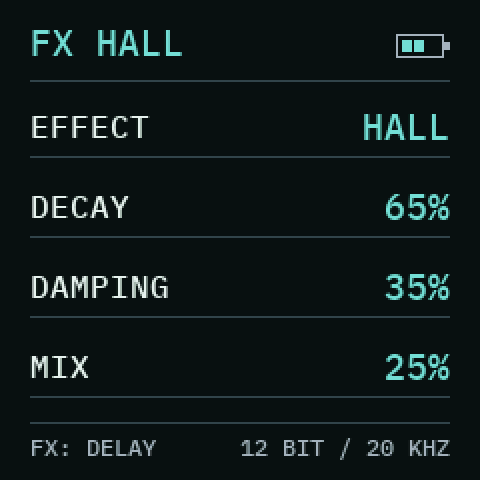 FX HALL
EFFECT HALL
DECAY 65%
DAMPING 35%
MIX 25%
FX: DELAY 12 BIT / 20 KHZ